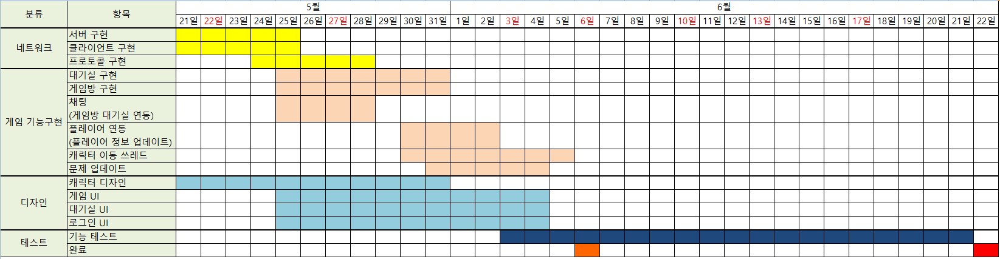 분류 항목 5월 6월
21일 22일 23일 24일 25일 26일 27일 28일 29일 30일 31일 1일 2일 3일 4일 5일 6일 7일 8일 9일 10일 11일 12일 13일 14일 15일 16일 17일 18일 19일 20일 21일 22일
네트워크
서버 구현
클라이언트 구현
프로토콜 구현
게임 기능구현
대기실 구현
게임방 구현
채팅
(게임방 대기실 연동)
플레이어 연동
(플레이어 정보 업데이트)
캐릭터 이동 쓰레드
문제 업데이트
디자인
캐릭터 디자인
게임 UI
대기실 UI
로그인 UI
테스트
기능 테스트
완료